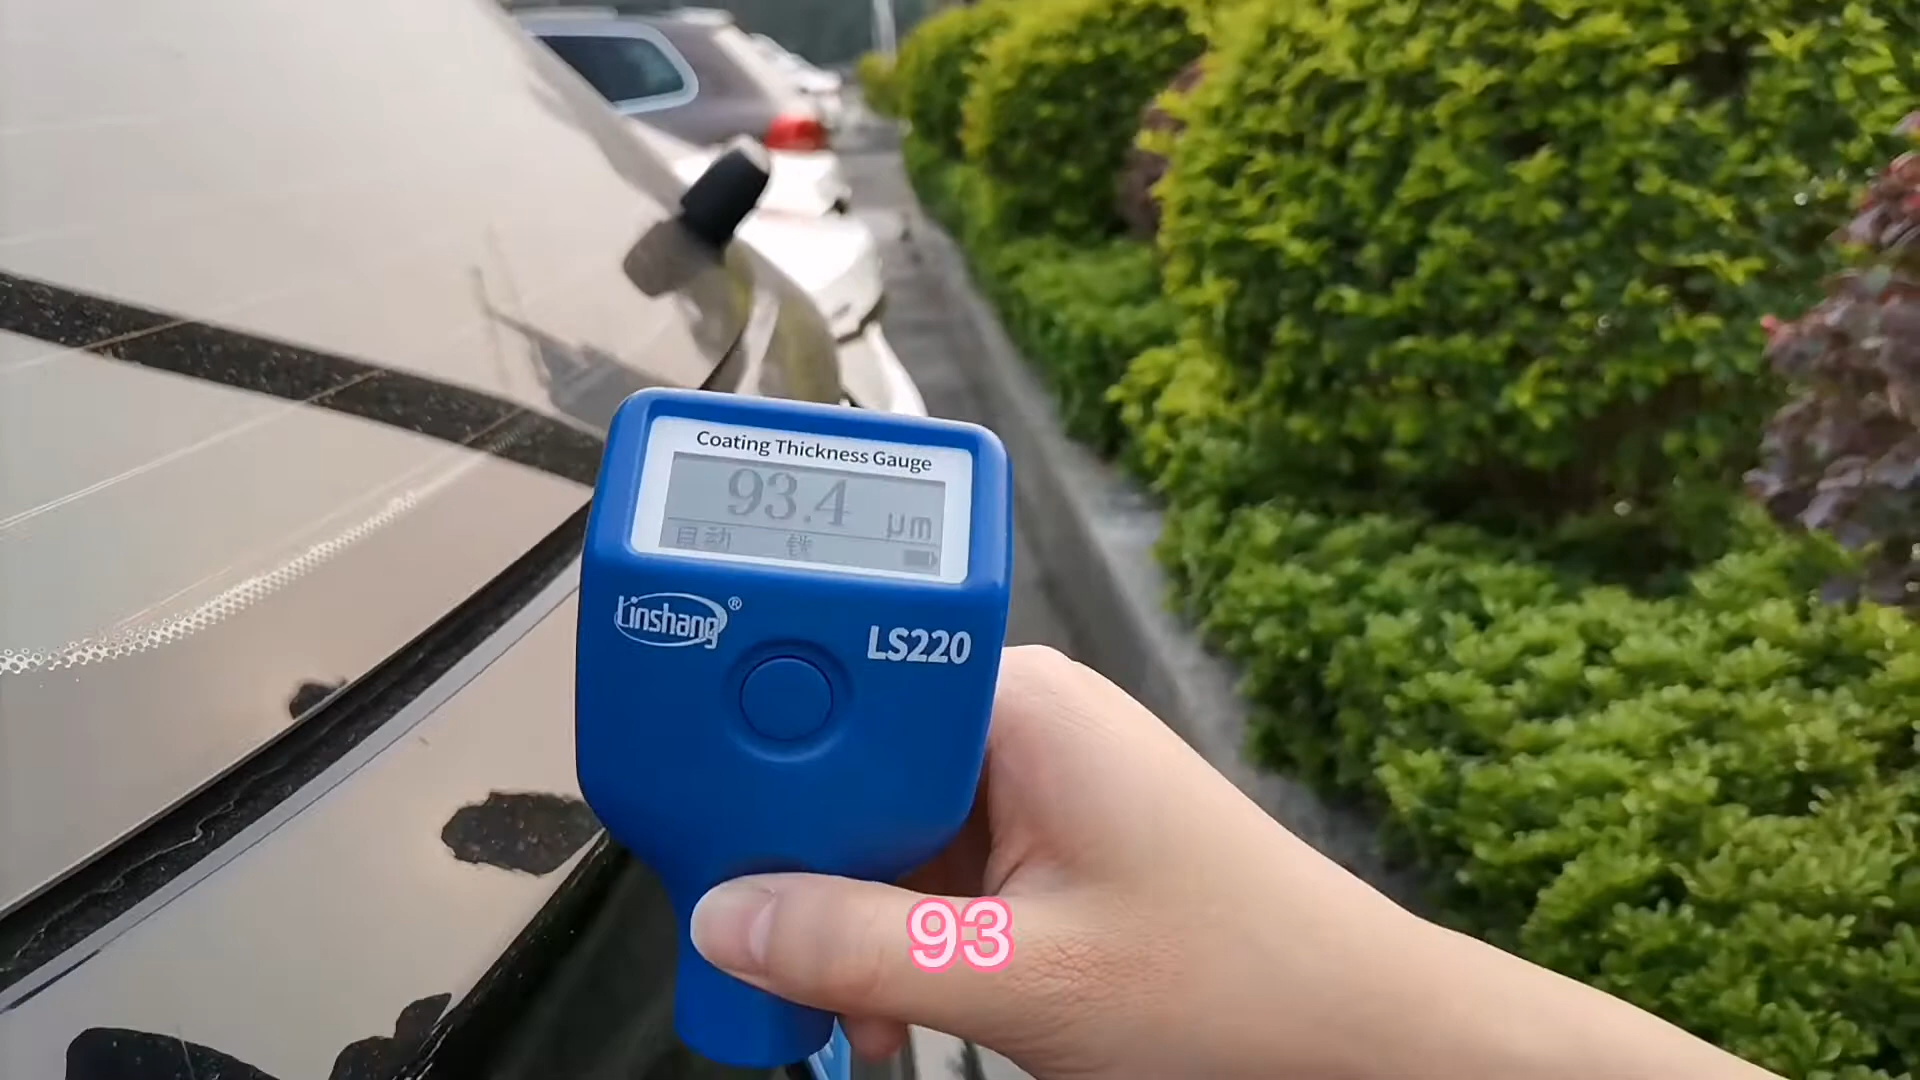 Coating Thickness Gauge
93.4 μm
自动 铁
Linshang®
LS220
93